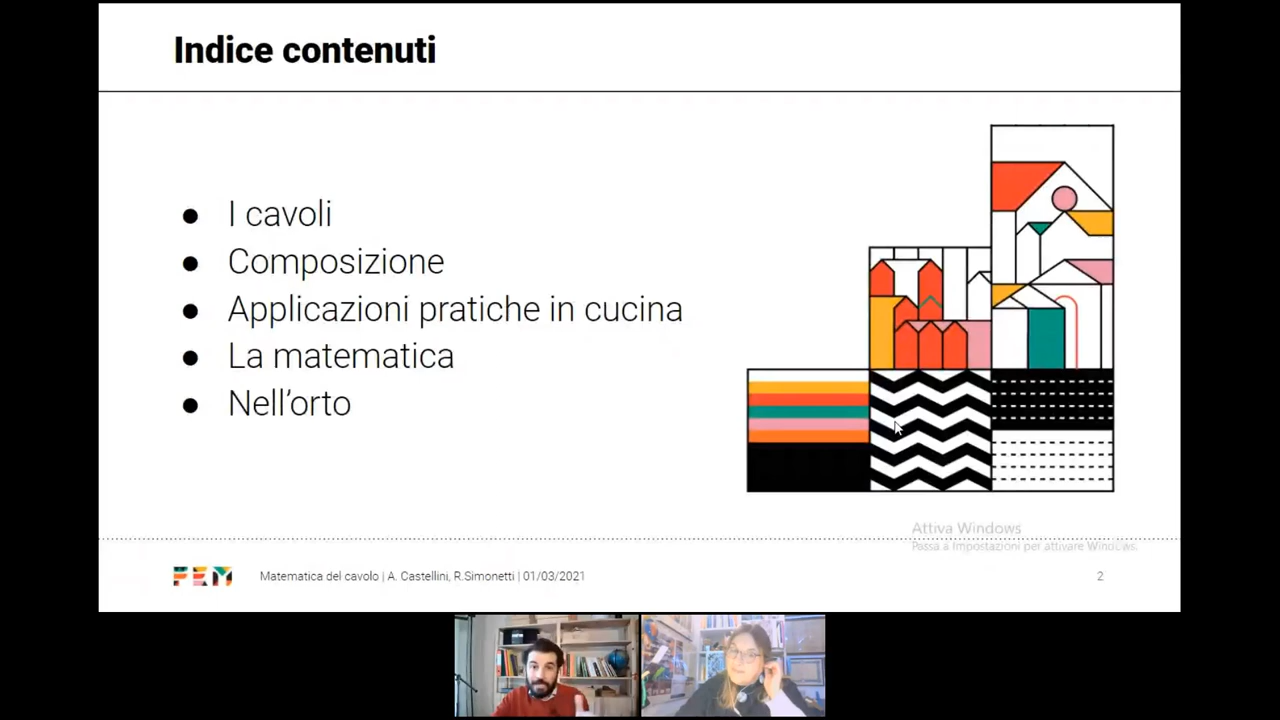 Indice contenuti
● I cavoli
● Composizione
● Applicazioni pratiche in cucina
● La matematica
● Nell’orto
Attiva Windows
Passa a Impostazioni per attivare Windows.
FEM
Matematica del cavolo | A. Castellini, R.Simonetti | 01/03/2021
2